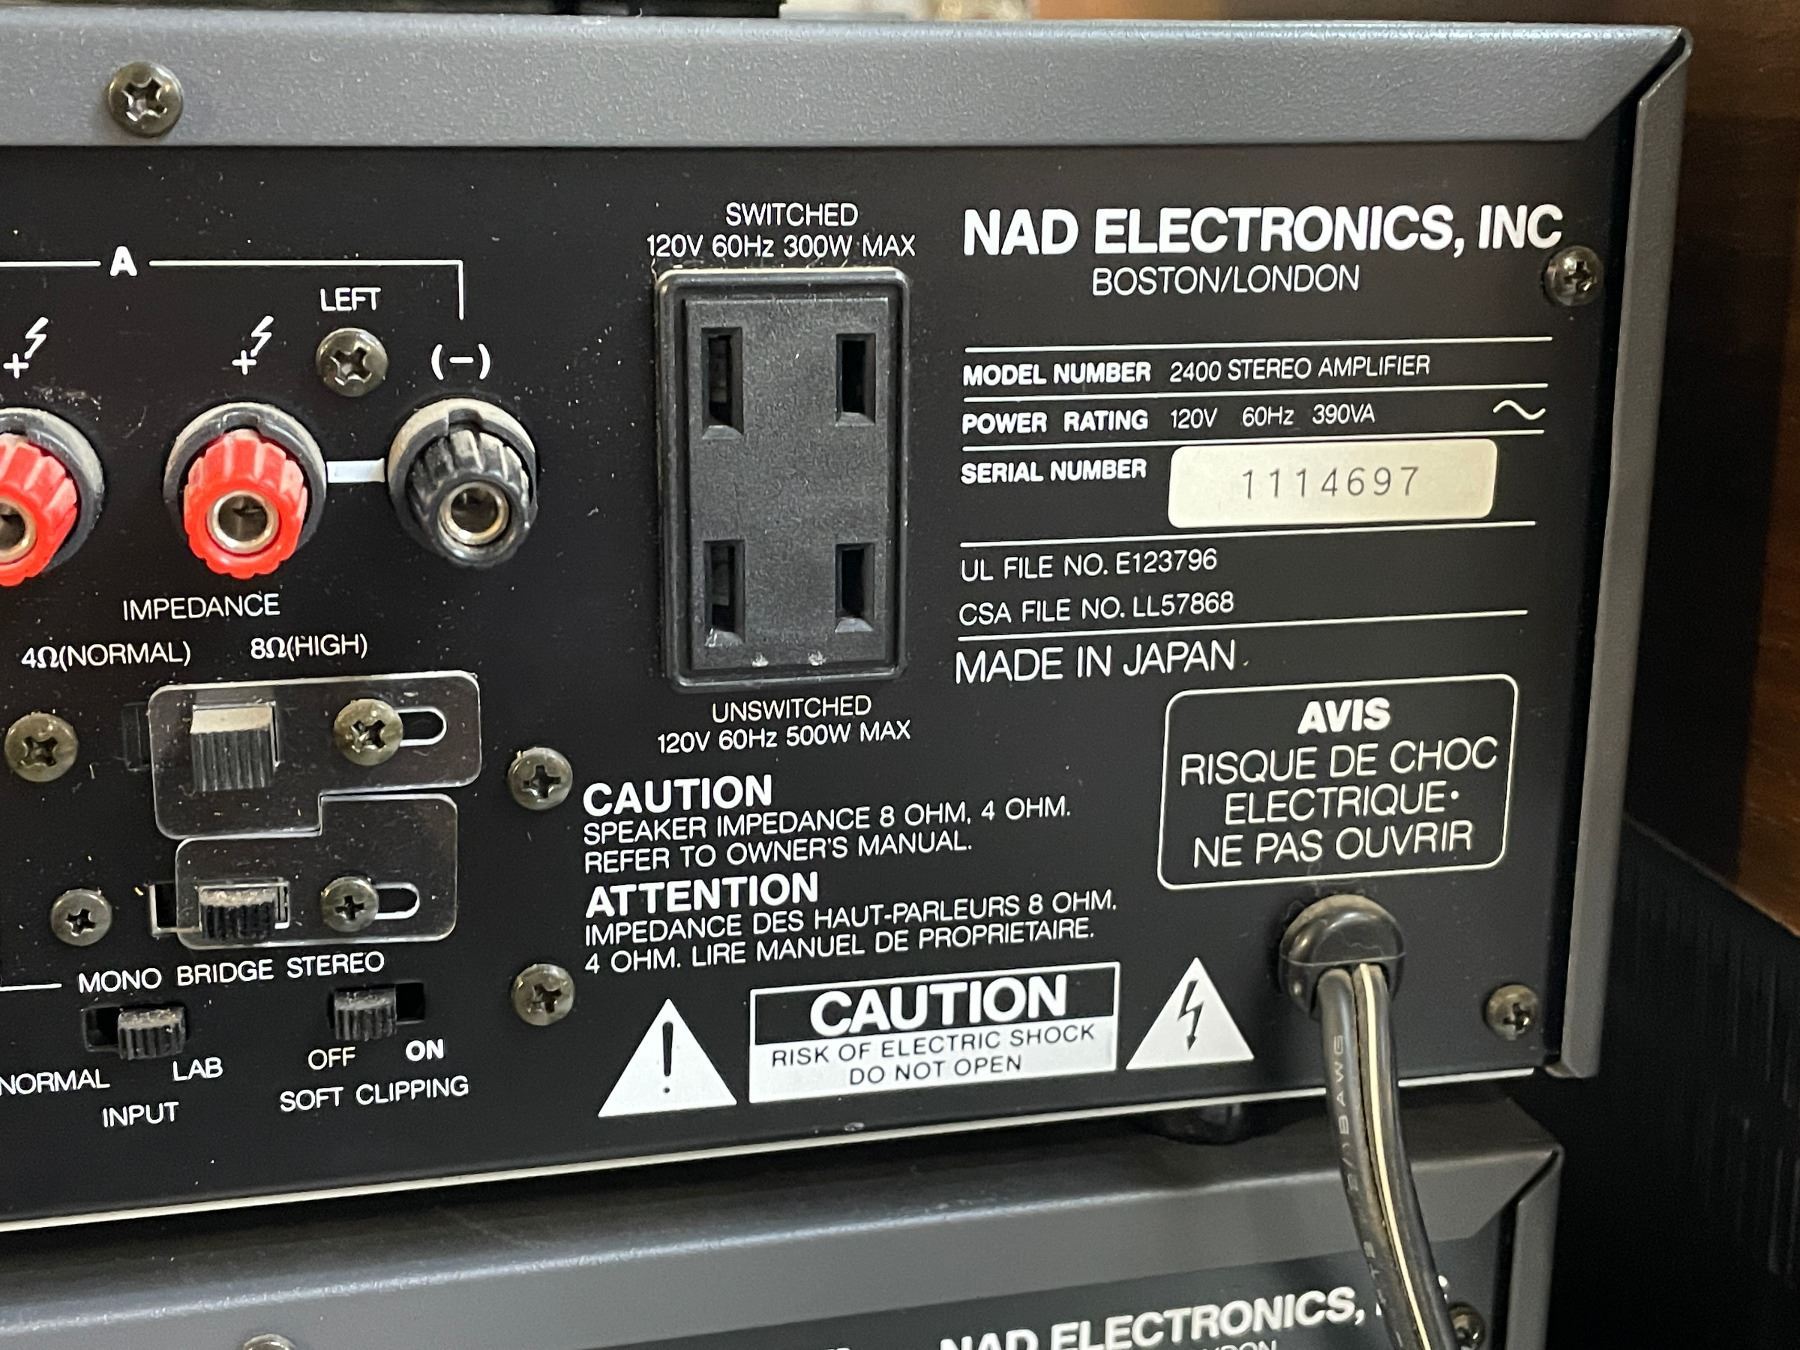 A
LEFT
+
+
(-)
IMPEDANCE
4Ω(NORMAL) 8Ω(HIGH)
MONO BRIDGE STEREO
NORMAL LAB
INPUT
OFF ON
SOFT CLIPPING
SWITCHED
120V 60Hz 300W MAX
UNSWITCHED
120V 60Hz 500W MAX
NAD ELECTRONICS, INC
BOSTON/LONDON
MODEL NUMBER 2400 STEREO AMPLIFIER
POWER RATING 120V 60Hz 390VA ~
SERIAL NUMBER 1114697
UL FILE NO. E123796
CSA FILE NO. LL57868
MADE IN JAPAN.
AVIS
RISQUE DE CHOC
ELECTRIQUE•
NE PAS OUVRIR
CAUTION
SPEAKER IMPEDANCE 8 OHM, 4 OHM.
REFER TO OWNER'S MANUAL.
ATTENTION
IMPEDANCE DES HAUT-PARLEURS 8 OHM.
4 OHM. LIRE MANUEL DE PROPRIETAIRE.
!
CAUTION
RISK OF ELECTRIC SHOCK
DO NOT OPEN
NAD ELECTRONICS,